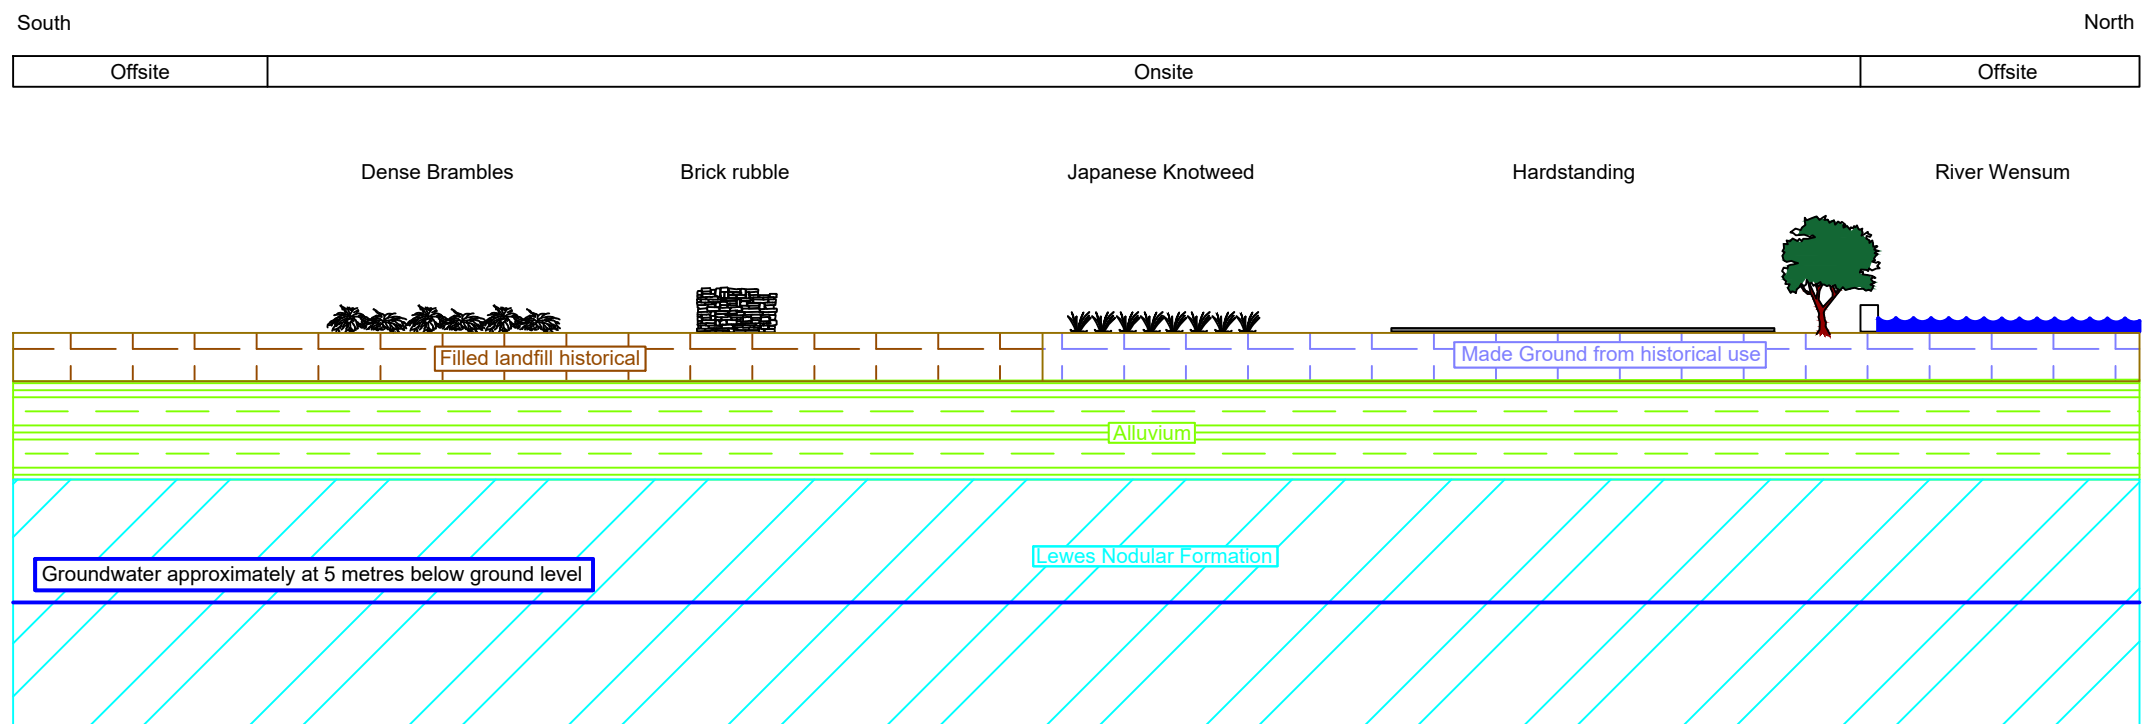 South
North
Offsite
Onsite
Offsite
Dense Brambles
Brick rubble
Japanese Knotweed
Hardstanding
River Wensum
Filled landfill historical
Made Ground from historical use
Alluvium
Lewes Nodular Formation
Groundwater approximately at 5 metres below ground level